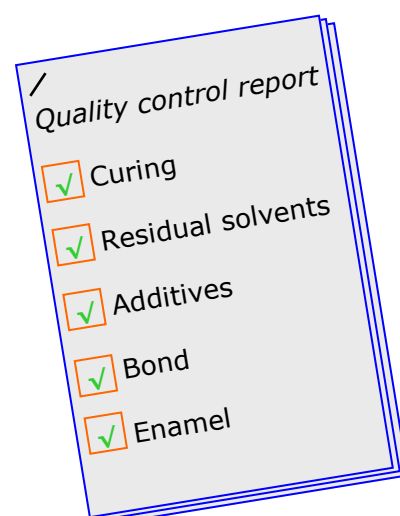 Quality control report
√ Curing
√ Residual solvents
√ Additives
√ Bond
√ Enamel